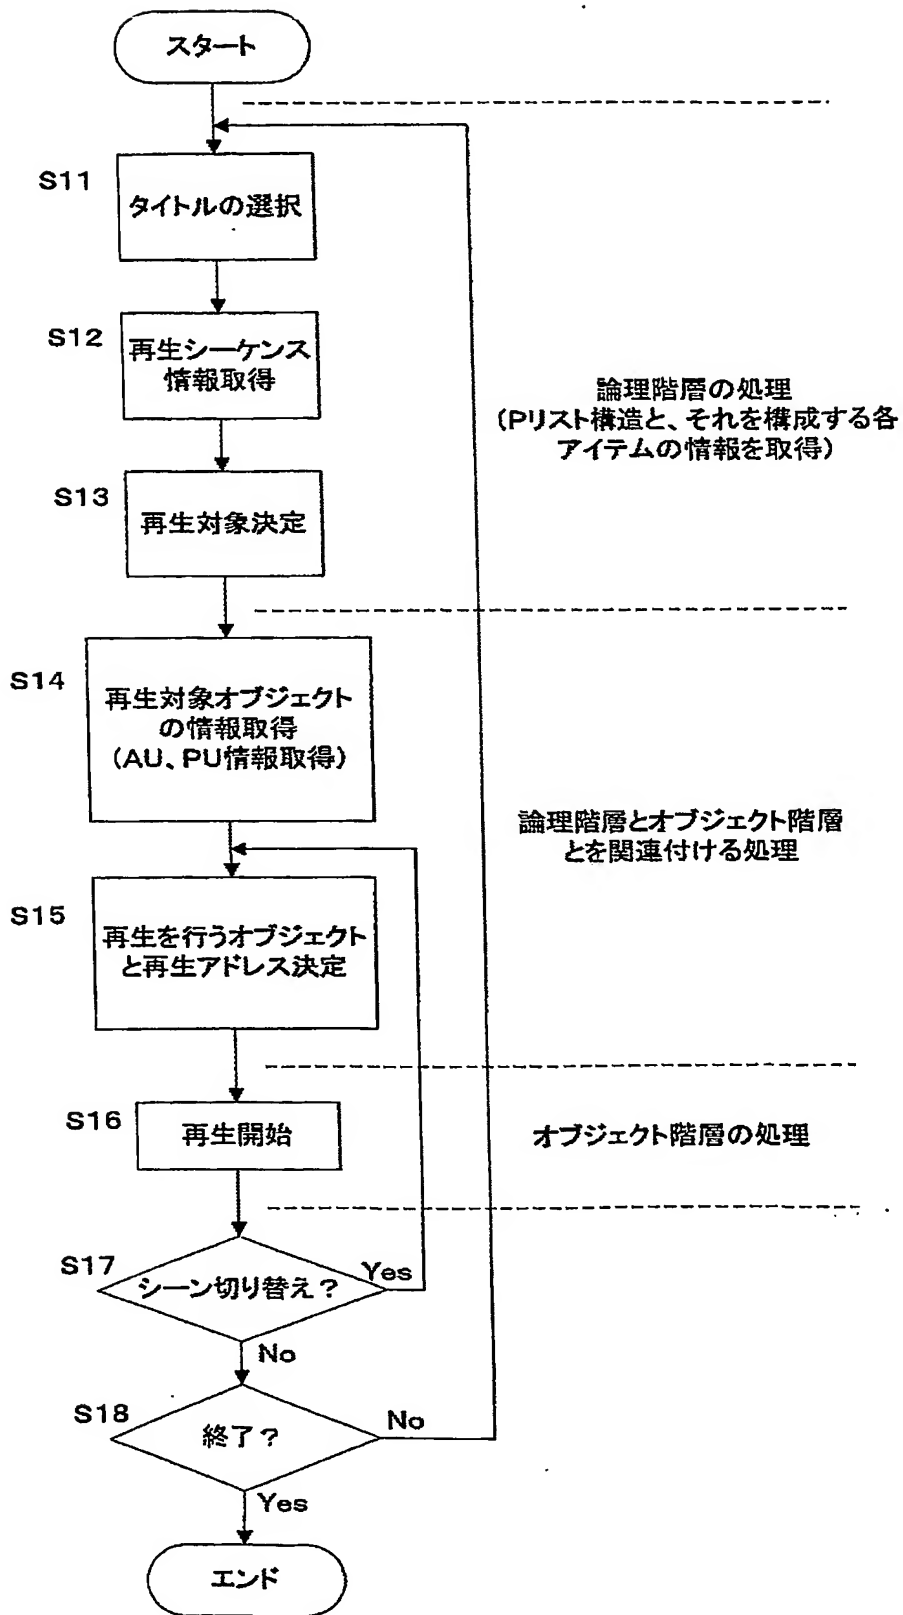 スタート
S11
タイトルの選択
S12
再生シーケンス
情報取得
論理階層の処理
(Pリスト構造と、それを構成する各
アイテムの情報を取得)
S13
再生対象決定
S14
再生対象オブジェクト
の情報取得
(AU、PU情報取得)
論理階層とオブジェクト階層
とを関連付ける処理
S15
再生を行うオブジェクト
と再生アドレス決定
S16
再生開始
オブジェクト階層の処理
S17
シーン切り替え?
Yes
No
S18
終了?
No
Yes
エンド